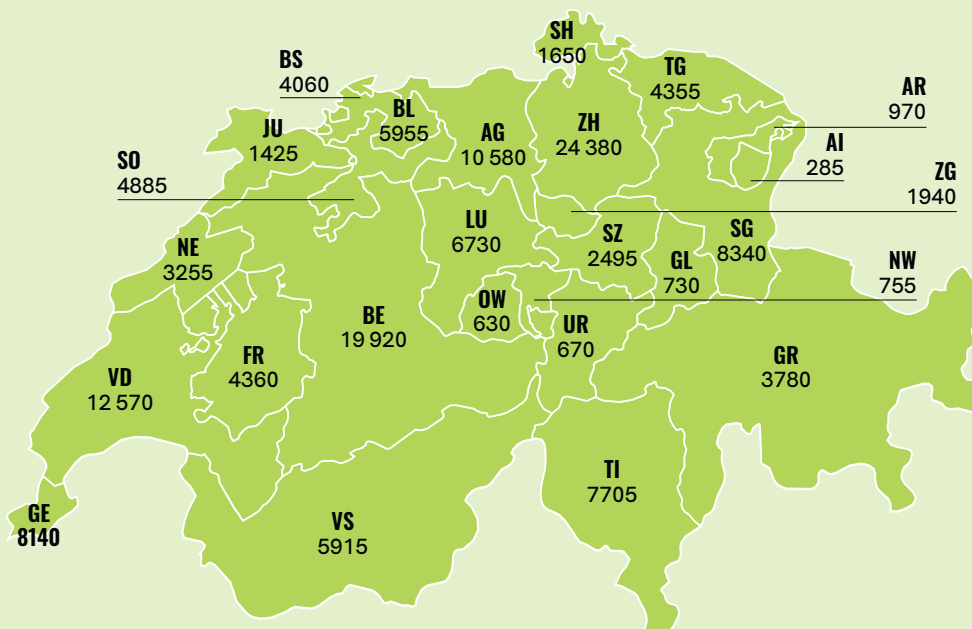 SH
1650
BS
4060
TG
4355
AR
970
BL
5955
JU
1425
AG
10 580
ZH
24 380
AI
285
SO
4885
ZG
1940
LU
6730
SZ
2495
SG
8340
NE
3255
GL
730
NW
755
OW
630
BE
19 920
UR
670
FR
4360
GR
3780
VD
12 570
TI
7705
GE
8140
VS
5915